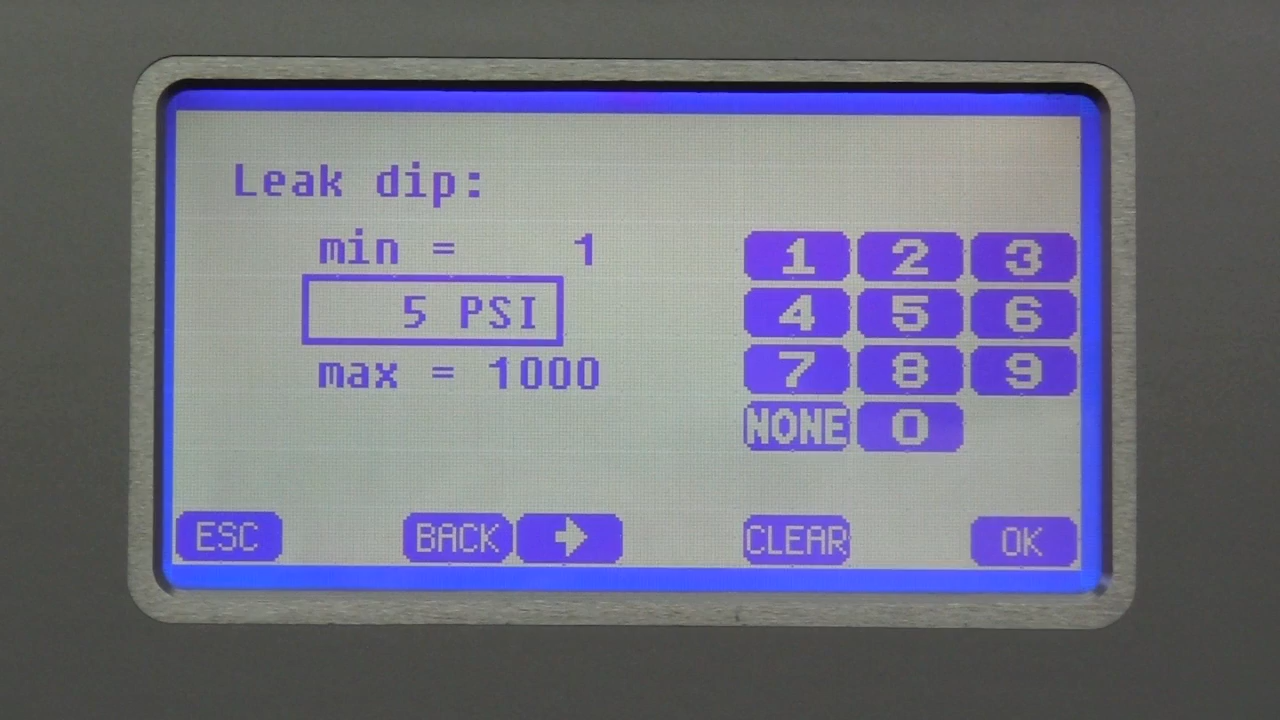 Leak dip:
min = 1
5 PSI
max = 1000
1 2 3
4 5 6
7 8 9
NONE 0
ESC BACK CLEAR OK